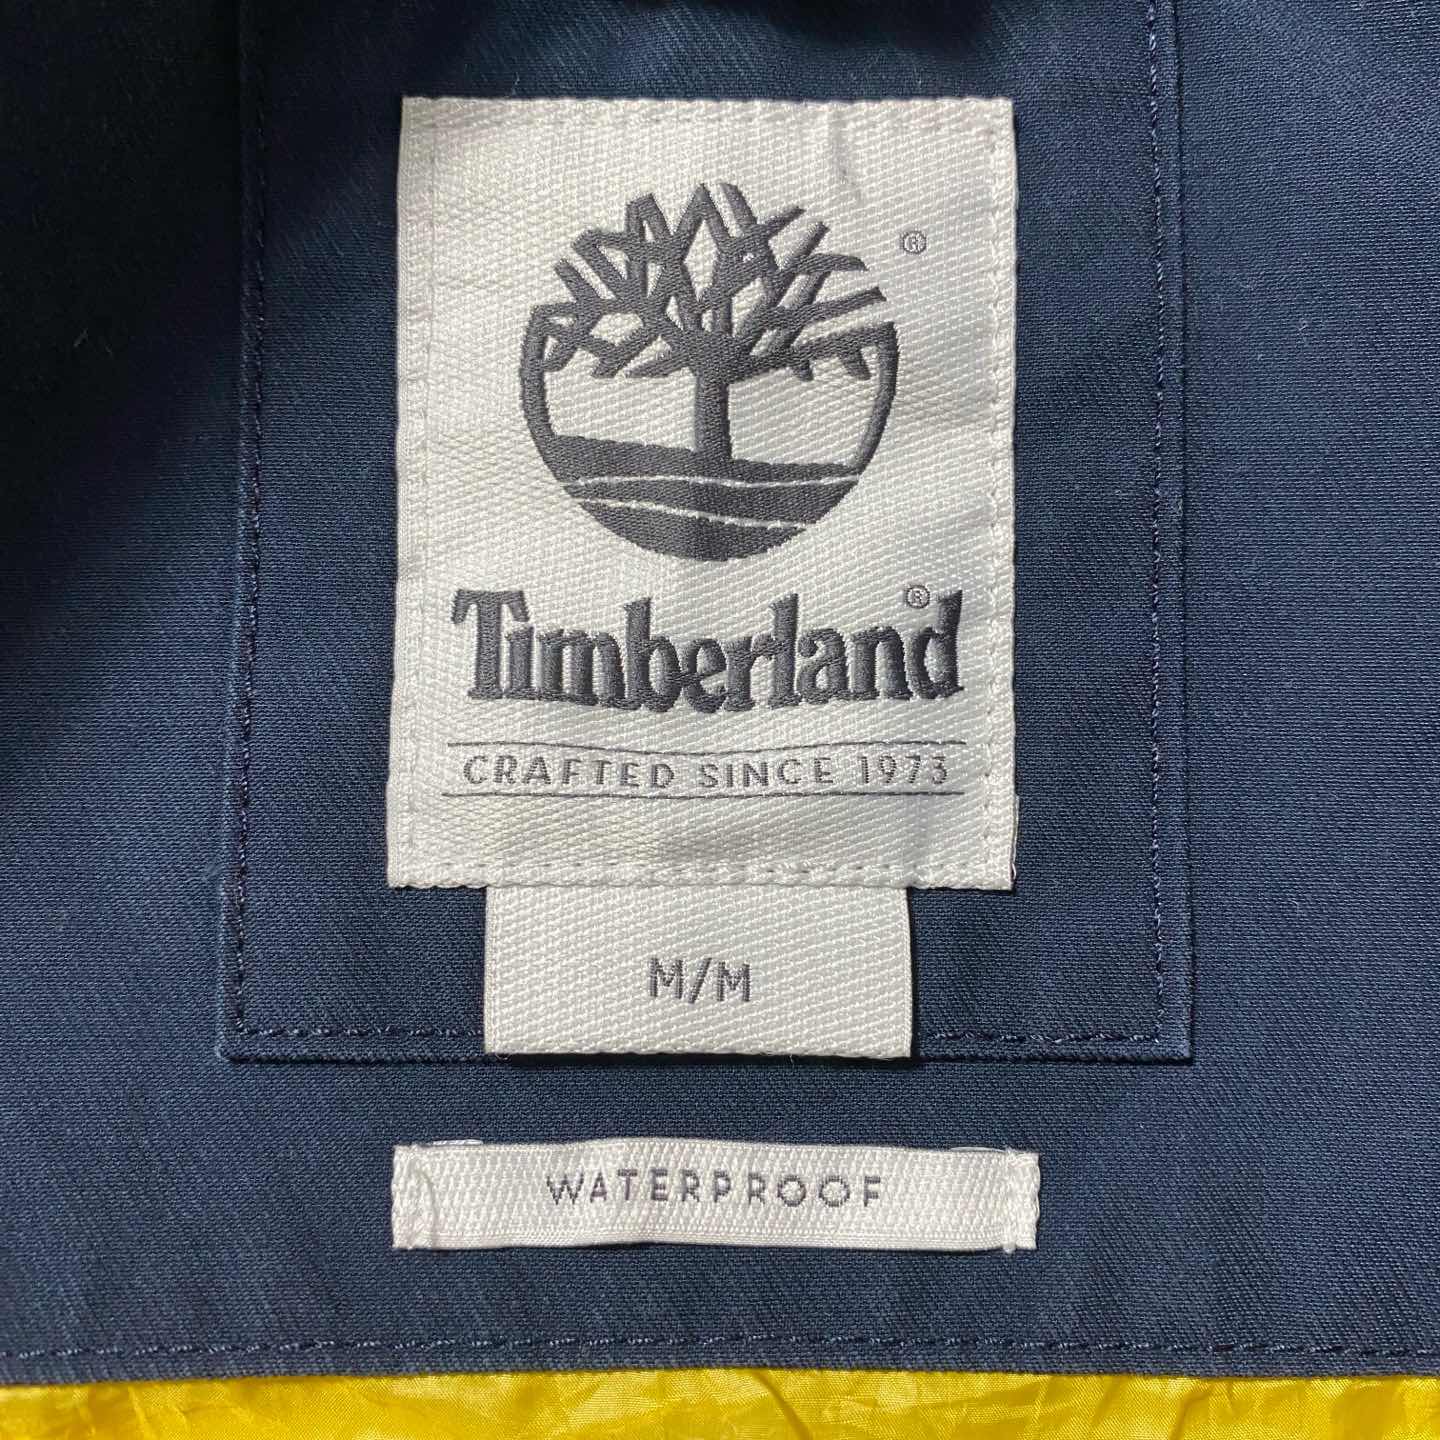 ®
Timberland®
CRAFTED SINCE 1973
M/M
WATERPROOF